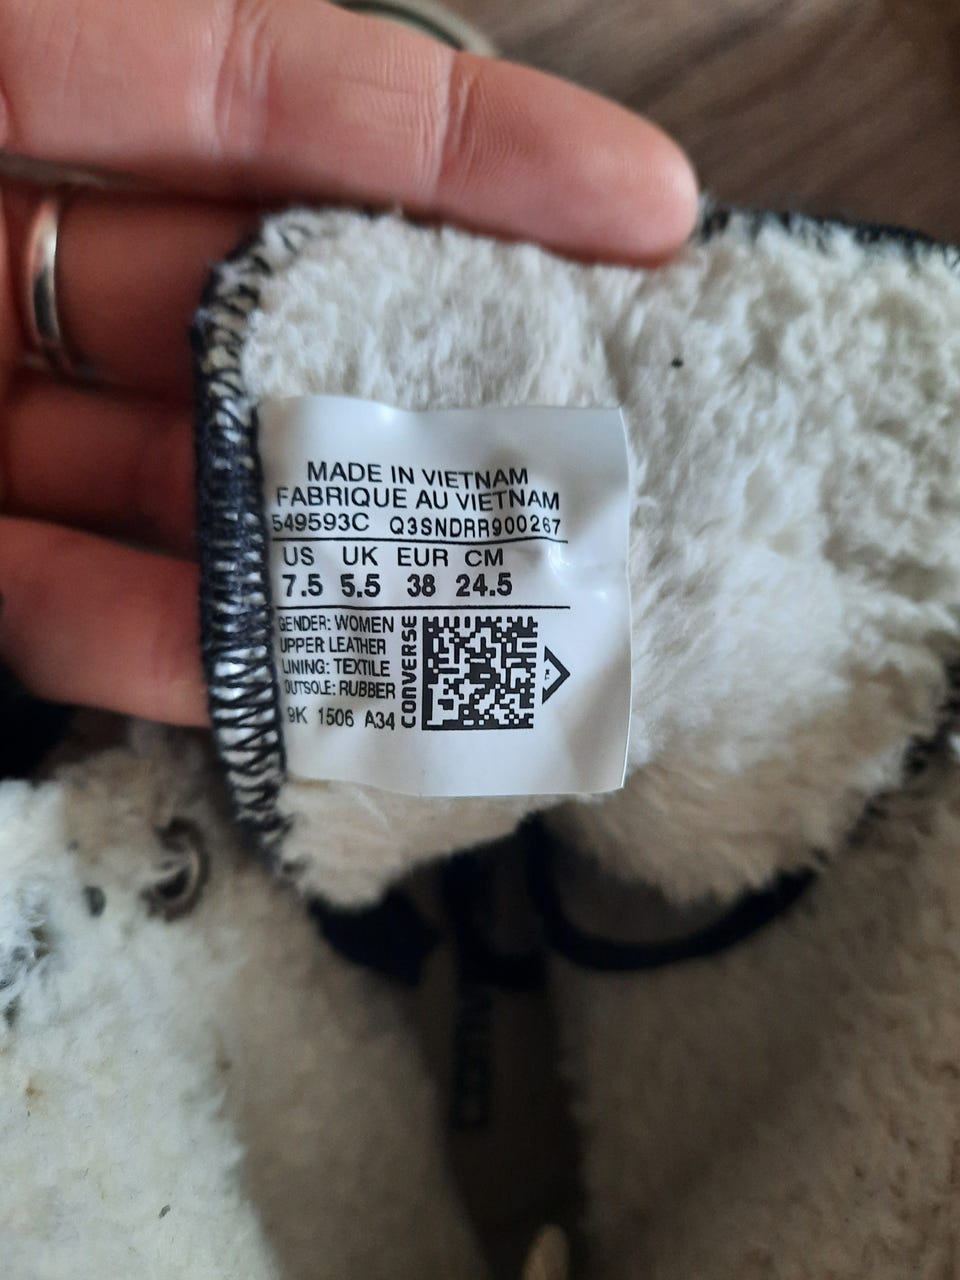 MADE IN VIETNAM
FABRIQUE AU VIETNAM
549593C Q3SNDRR900267
US UK EUR CM
7.5 5.5 38 24.5
GENDER: WOMEN
UPPER LEATHER
LINING: TEXTILE
OUTSOLE: RUBBER
9K 1506 A34
CONVERSE